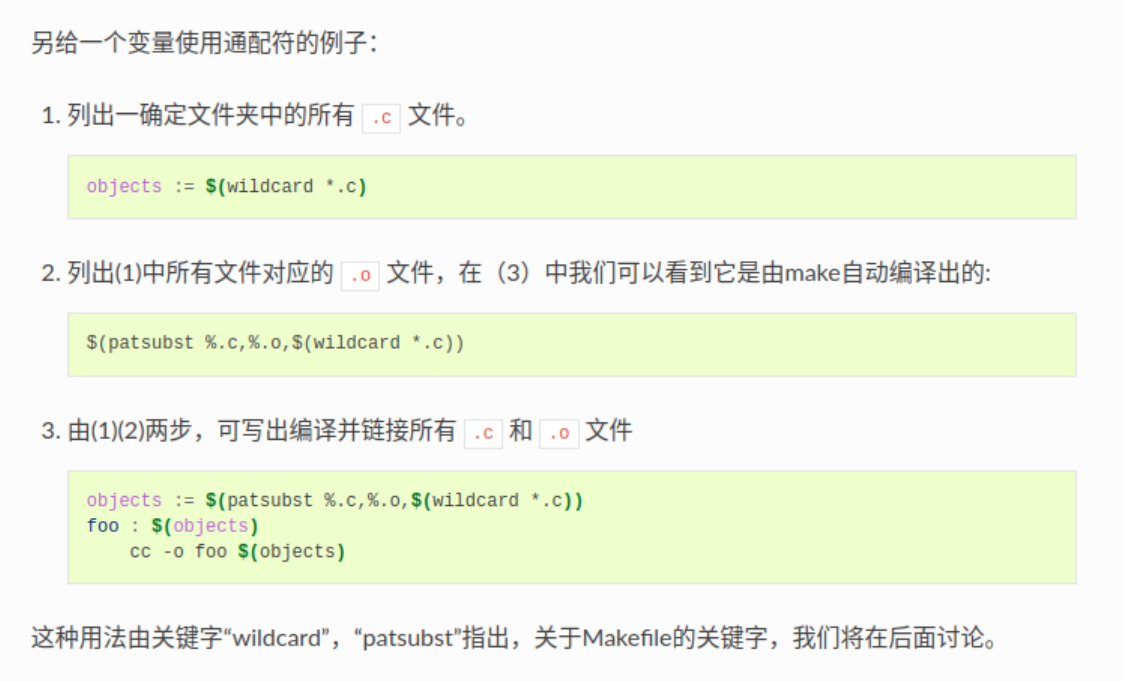 另给一个变量使用通配符的例子：
1. 列出一确定文件夹中的所有 .c 文件。
objects := $(wildcard *.c)
2. 列出(1)中所有文件对应的 .o 文件，在（3）中我们可以看到它是由make自动编译出的:
$(patsubst %.c,%.o,$(wildcard *.c))
3. 由(1)(2)两步，可写出编译并链接所有 .c 和 .o 文件
objects := $(patsubst %.c,%.o,$(wildcard *.c))
foo : $(objects)
    cc -o foo $(objects)
这种用法由关键字“wildcard”，“patsubst”指出，关于Makefile的关键字，我们将在后面讨论。